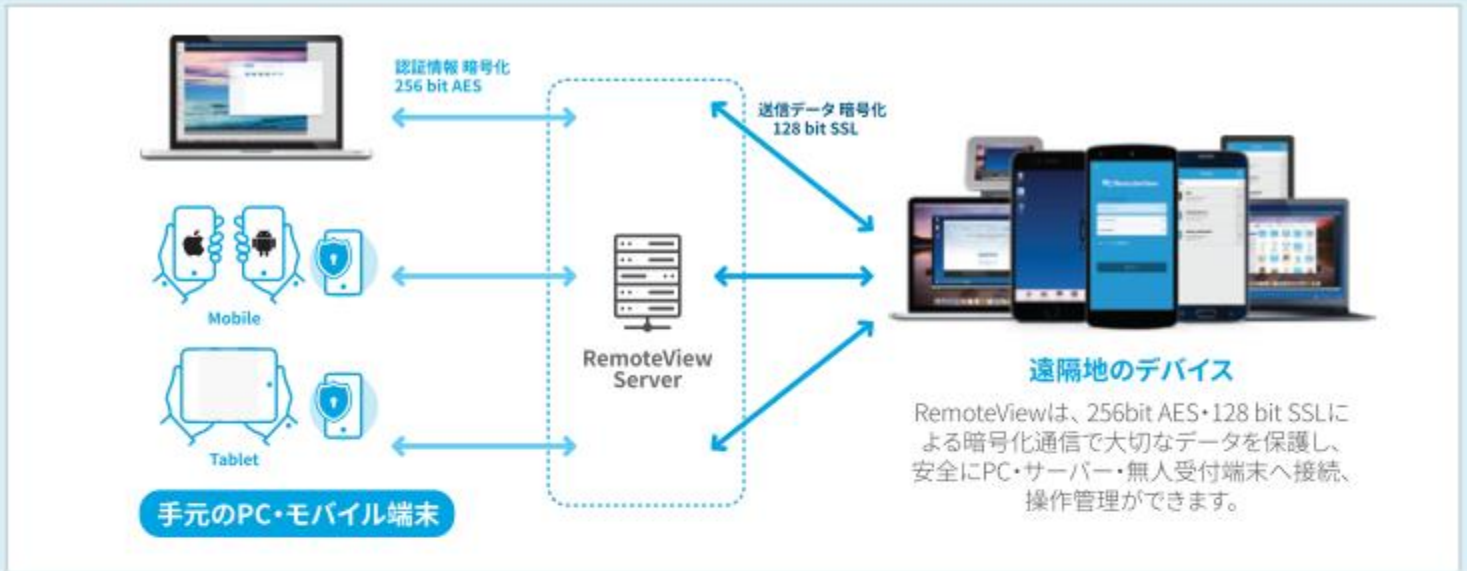 認証情報 暗号化
256 bit AES
送信データ 暗号化
128 bit SSL
Mobile
RemoteView
Server
Tablet
手元のPC・モバイル端末
遠隔地のデバイス
RemoteViewは、256bit AES・128 bit SSLに
よる暗号化通信で大切なデータを保護し、
安全にPC・サーバー・無人受付端末へ接続、
操作管理ができます。
RemoteView